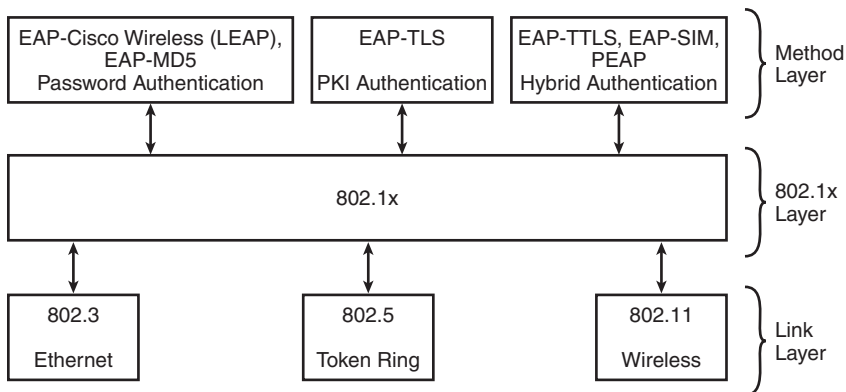 EAP-Cisco Wireless (LEAP),
EAP-MD5
Password Authentication
EAP-TLS
PKI Authentication
EAP-TTLS, EAP-SIM,
PEAP
Hybrid Authentication
Method
Layer
802.1x
802.1x
Layer
802.3
Ethernet
802.5
Token Ring
802.11
Wireless
Link
Layer